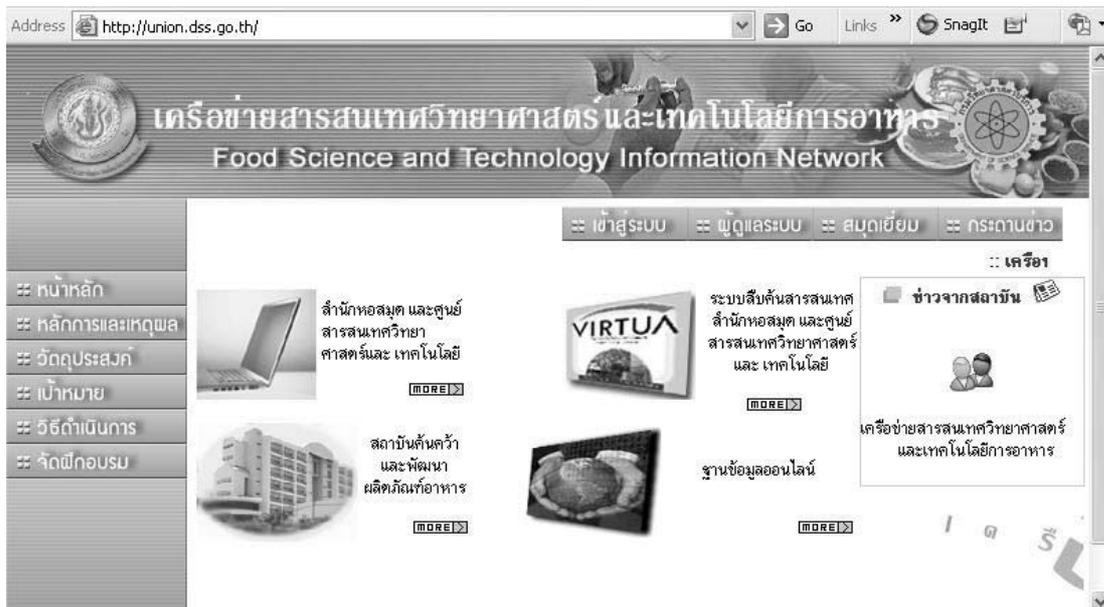 Address http://union.dss.go.th/ Go Links » SnagIt
เครือข่ายสารสนเทศวิทยาศาสตร์และเทคโนโลยีการอาหาร
Food Science and Technology Information Network
:: เข้าสู่ระบบ :: ผู้ดูแลระบบ :: สมุดเยี่ยม :: กระดานข่าว
:: เครือข
:: หน้าหลัก
:: หลักการและเหตุผล
:: วัตถุประสงค์
:: เป้าหมาย
:: วิธีดำเนินการ
:: จัดฝึกอบรม
สำนักหอสมุด และศูนย์
สารสนเทศวิทยา
ศาสตร์และ เทคโนโลยี
MORE
VIRTUA
ระบบสืบค้นสารสนเทศ
สำนักหอสมุด และศูนย์
สารสนเทศวิทยาศาสตร์
และ เทคโนโลยี
MORE
ข่าวจากสถาบัน
เครือข่ายสารสนเทศวิทยาศาสตร์
และเทคโนโลยีการอาหาร
สถาบันค้นคว้า
และพัฒนา
ผลิตภัณฑ์อาหาร
MORE
ฐานข้อมูลออนไลน์
MORE
เ ค รื